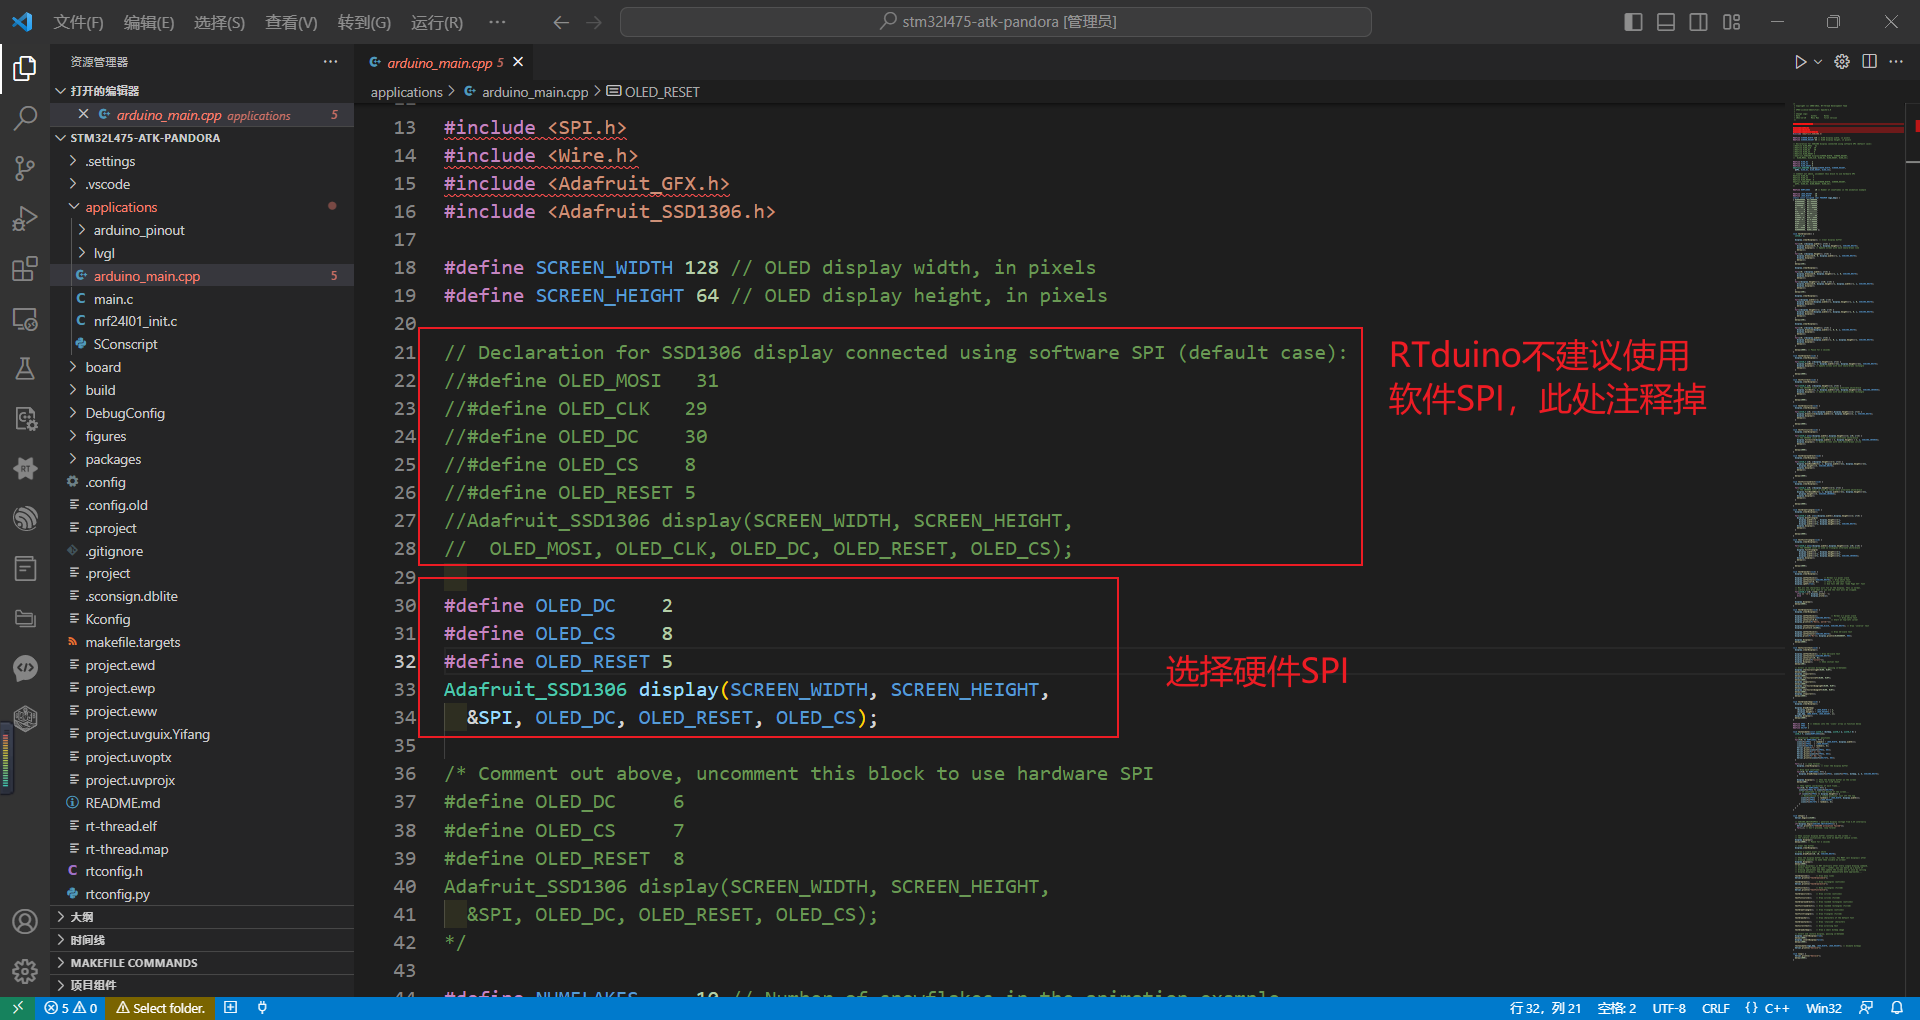 文件(F) 编辑(E) 选择(S) 查看(V) 转到(G) 运行(R) ··· stm32l475-atk-pandora [管理员]
资源管理器 ···
打开的编辑器
arduino_main.cpp applications 5
STM32L475-ATK-PANDORA
.settings
.vscode
applications
arduino_pinout
lvgl
arduino_main.cpp 5
main.c
nrf24l01_init.c
SConscript
board
build
DebugConfig
figures
packages
.config
.config.old
.cproject
.gitignore
.project
.sconsign.dblite
Kconfig
makefile.targets
project.ewd
project.ewp
project.eww
project.uvguix.Yifang
project.uvoptx
project.uvprojx
README.md
rt-thread.elf
rt-thread.map
rtconfig.h
rtconfig.py
大纲
时间线
MAKEFILE COMMANDS
项目组件
arduino_main.cpp 5
applications > arduino_main.cpp > OLED_RESET
13 #include <SPI.h>
14 #include <Wire.h>
15 #include <Adafruit_GFX.h>
16 #include <Adafruit_SSD1306.h>
17
18 #define SCREEN_WIDTH 128 // OLED display width, in pixels
19 #define SCREEN_HEIGHT 64 // OLED display height, in pixels
20
21 // Declaration for SSD1306 display connected using software SPI (default case):
22 //#define OLED_MOSI   31
23 //#define OLED_CLK   29
24 //#define OLED_DC    30
25 //#define OLED_CS    8
26 //#define OLED_RESET 5
27 //Adafruit_SSD1306 display(SCREEN_WIDTH, SCREEN_HEIGHT,
28 //  OLED_MOSI, OLED_CLK, OLED_DC, OLED_RESET, OLED_CS);
29
30 #define OLED_DC    2
31 #define OLED_CS    8
32 #define OLED_RESET 5
33 Adafruit_SSD1306 display(SCREEN_WIDTH, SCREEN_HEIGHT,
34   &SPI, OLED_DC, OLED_RESET, OLED_CS);
35
36 /* Comment out above, uncomment this block to use hardware SPI
37 #define OLED_DC     6
38 #define OLED_CS     7
39 #define OLED_RESET  8
40 Adafruit_SSD1306 display(SCREEN_WIDTH, SCREEN_HEIGHT,
41   &SPI, OLED_DC, OLED_RESET, OLED_CS);
42 */
43
44 #define NUMFLAKES     10 // Number of snowflakes in the animation example
RTduino不建议使用
软件SPI，此处注释掉
选择硬件SPI
5 0 Select folder. 行 32，列 21 空格: 2 UTF-8 CRLF {} C++ Win32